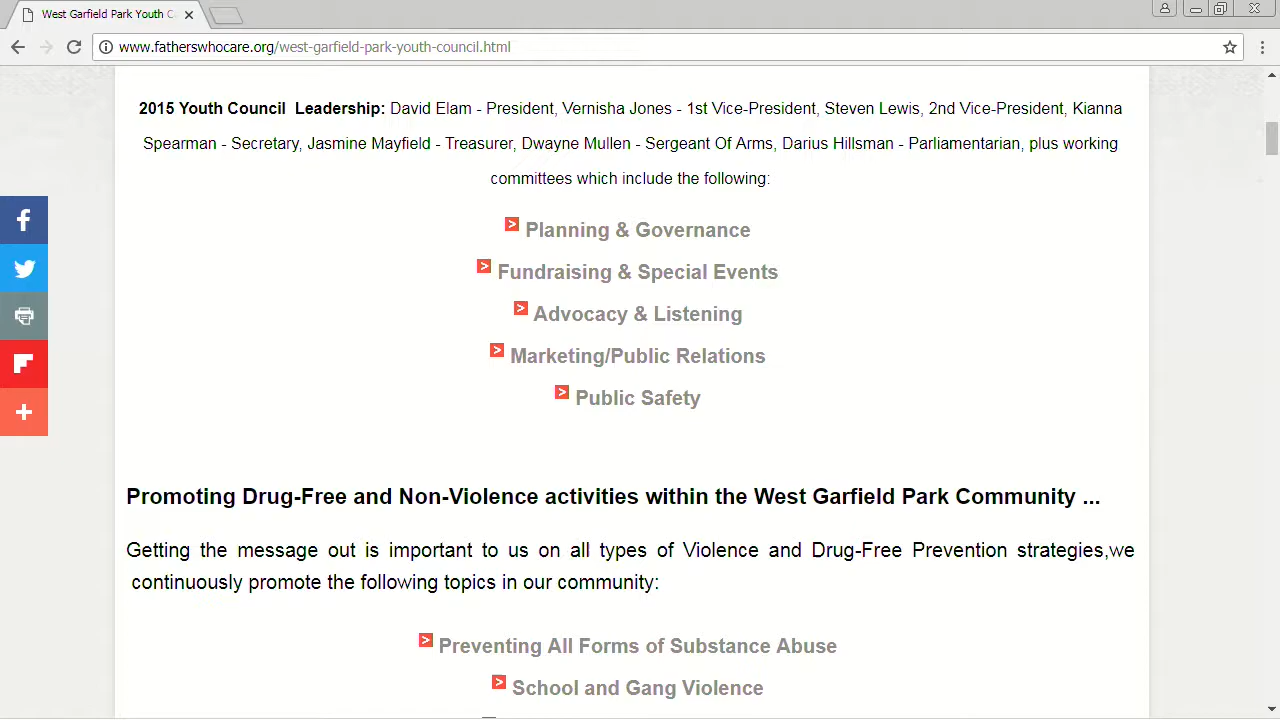 West Garfield Park Youth C
www.fatherswhocare.org/west-garfield-park-youth-council.html
2015 Youth Council Leadership: David Elam - President, Vernisha Jones - 1st Vice-President, Steven Lewis, 2nd Vice-President, Kianna
Spearman - Secretary, Jasmine Mayfield - Treasurer, Dwayne Mullen - Sergeant Of Arms, Darius Hillsman - Parliamentarian, plus working
committees which include the following:
Planning & Governance
Fundraising & Special Events
Advocacy & Listening
Marketing/Public Relations
Public Safety
Promoting Drug-Free and Non-Violence activities within the West Garfield Park Community ...
Getting the message out is important to us on all types of Violence and Drug-Free Prevention strategies,we
continuously promote the following topics in our community:
Preventing All Forms of Substance Abuse
School and Gang Violence